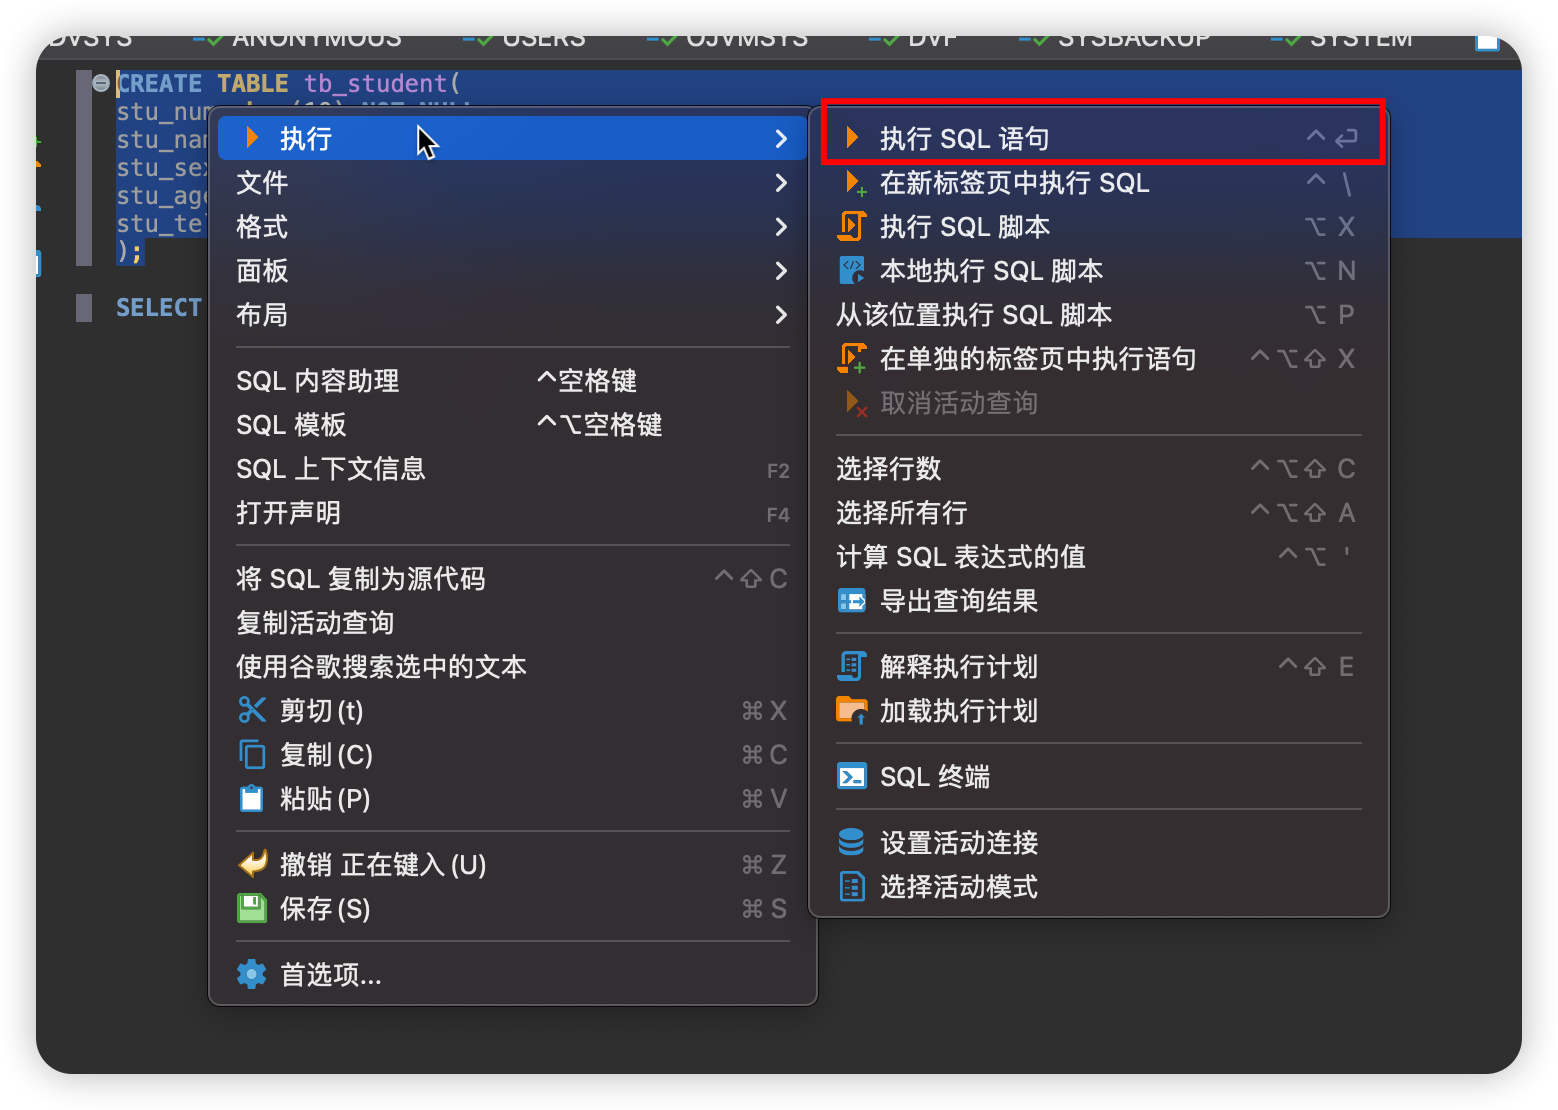 DVSYS ANONYMOUS USERS OJVMSYS DVF SYSBACKUP SYSTEM
CREATE TABLE tb_student(
stu_num
stu_nam
stu_sex
stu_age
stu_tel
);
SELECT
执行
文件
格式
面板
布局
SQL 内容助理 ^空格键
SQL 模板 ^⌥空格键
SQL 上下文信息 F2
打开声明 F4
将 SQL 复制为源代码 ^⇧ C
复制活动查询
使用谷歌搜索选中的文本
剪切 (t) ⌘ X
复制 (C) ⌘ C
粘贴 (P) ⌘ V
撤销 正在键入 (U) ⌘ Z
保存 (S) ⌘ S
首选项...
执行 SQL 语句 ^ ↩
在新标签页中执行 SQL ^ \
执行 SQL 脚本 ⌥ X
本地执行 SQL 脚本 ⌥ N
从该位置执行 SQL 脚本 ⌥ P
在单独的标签页中执行语句 ^⌥⇧ X
取消活动查询
选择行数 ^⌥⇧ C
选择所有行 ^⌥⇧ A
计算 SQL 表达式的值 ^⌥ '
导出查询结果
解释执行计划 ^⇧ E
加载执行计划
SQL 终端
设置活动连接
选择活动模式